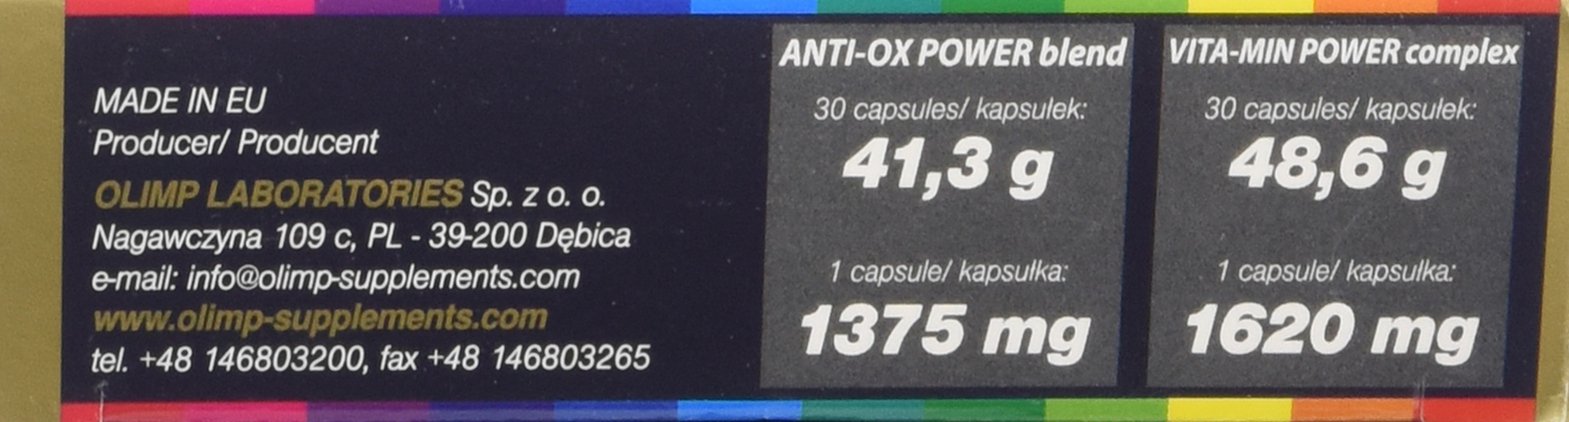 MADE IN EU
Producer/ Producent
OLIMP LABORATORIES Sp. z o. o.
Nagawczyna 109 c, PL - 39-200 Dębica
e-mail: info@olimp-supplements.com
www.olimp-supplements.com
tel. +48 146803200, fax +48 146803265
ANTI-OX POWER blend
30 capsules/ kapsułek:
41,3 g
1 capsule/ kapsułka:
1375 mg
VITA-MIN POWER complex
30 capsules/ kapsułek:
48,6 g
1 capsule/ kapsułka:
1620 mg